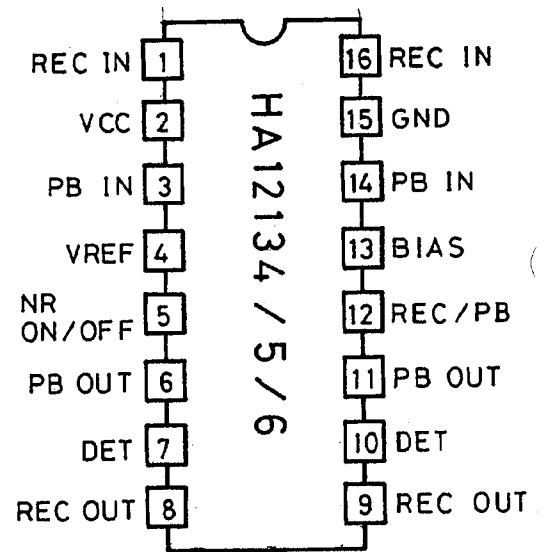 REC IN 1
VCC 2
PB IN 3
VREF 4
NR
ON/OFF 5
PB OUT 6
DET 7
REC OUT 8
HA12134/5/6
16 REC IN
15 GND
14 PB IN
13 BIAS
12 REC/PB
11 PB OUT
10 DET
9 REC OUT